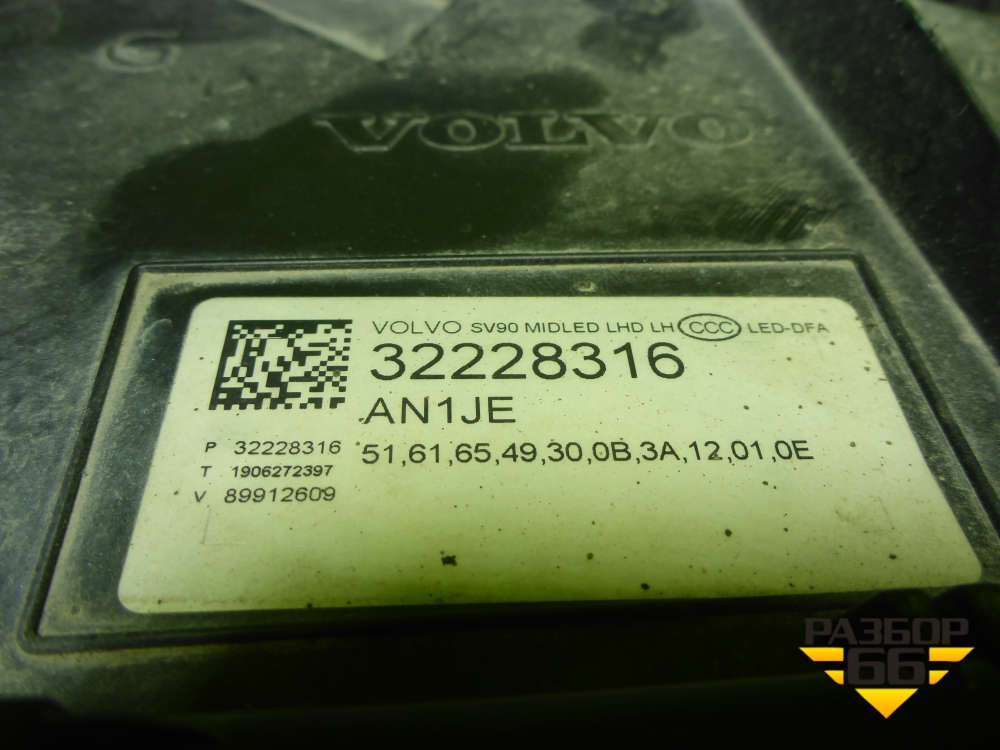 G
VOLVO
VOLVO SV90 MIDLED LHD LH CCC LED-DFA
32228316
AN1JE
P 32228316
51,61,65,49,30,0B,3A,12,01,0E
T 1906272397
V 89912609
РАЗБОР
66